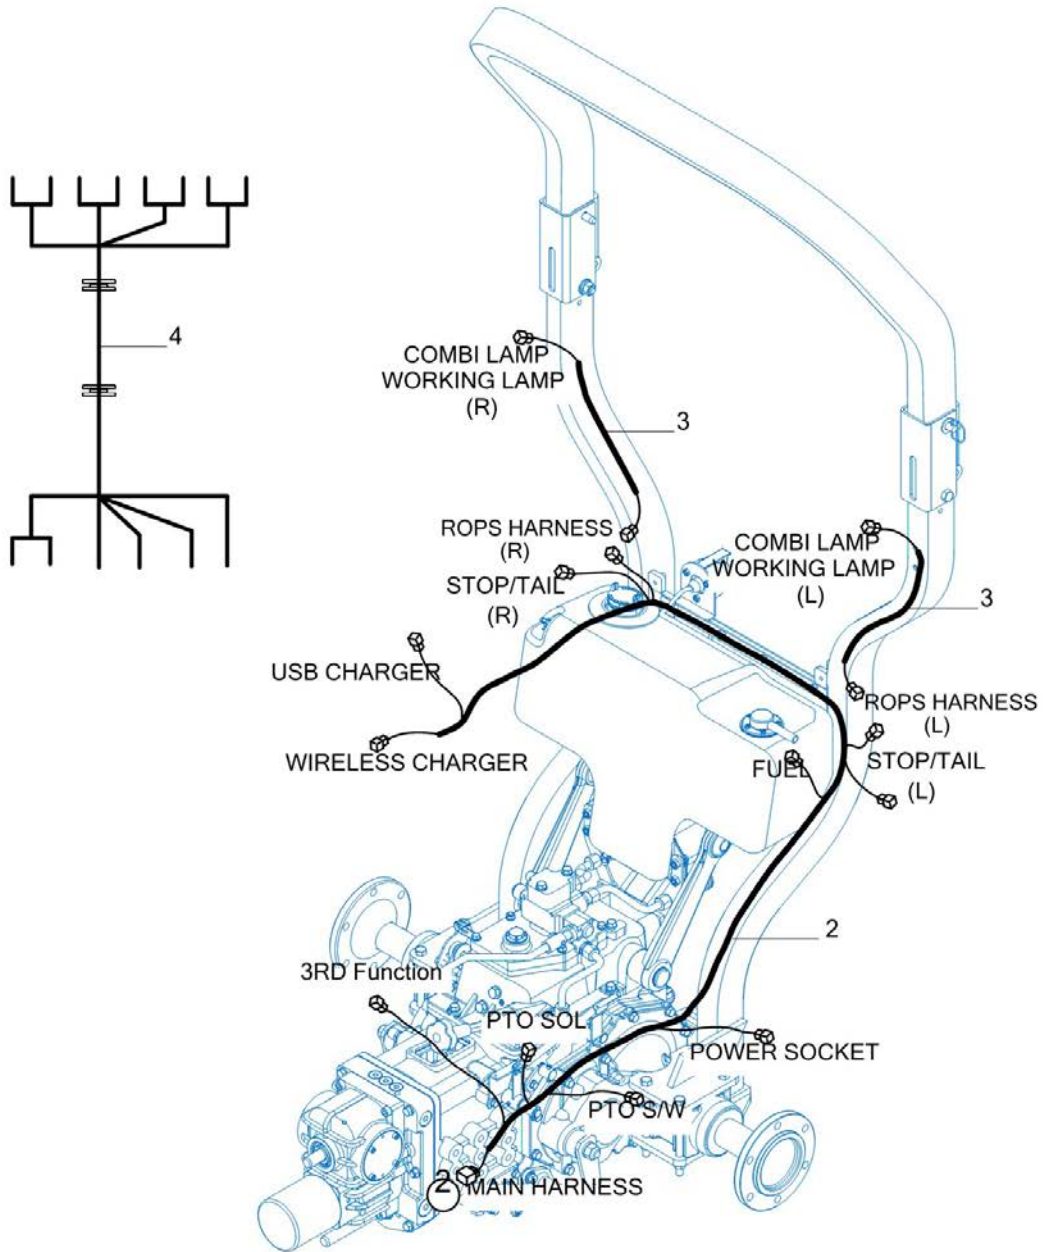 4
COMBI LAMP
WORKING LAMP
(R)
3
ROPS HARNESS
(R)
STOP/TAIL
(R)
COMBI LAMP
WORKING LAMP
(L)
3
USB CHARGER
WIRELESS CHARGER
ROPS HARNESS
(L)
FUEL
STOP/TAIL
(L)
2
3RD Function
PTO SOL
POWER SOCKET
PTO S/W
2
MAIN HARNESS